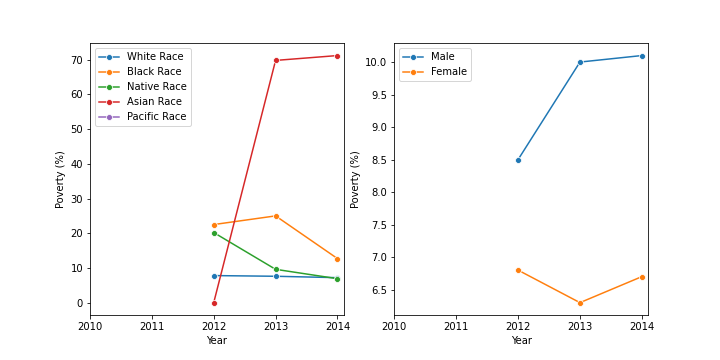 White Race
Black Race
Native Race
Asian Race
Pacific Race
70
60
50
40
30
20
10
0
Poverty (%)
2010 2011 2012 2013 2014
Year
Male
Female
10.0
9.5
9.0
8.5
8.0
7.5
7.0
6.5
Poverty (%)
2010 2011 2012 2013 2014
Year